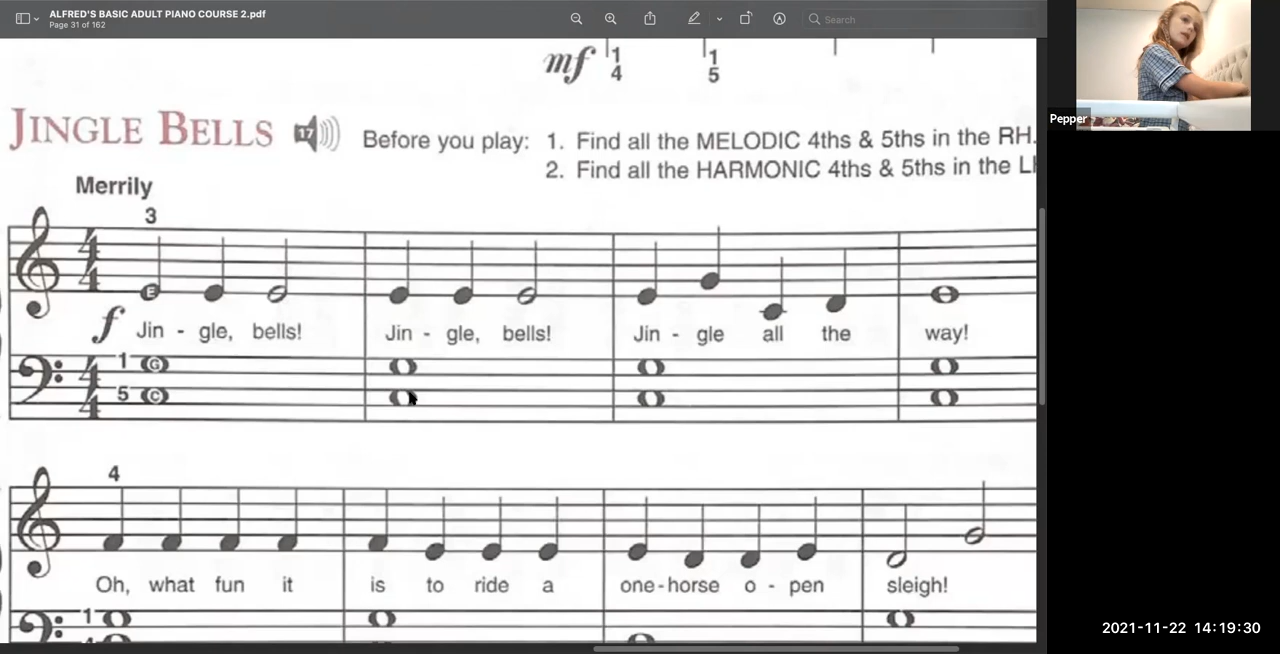 ALFRED'S BASIC ADULT PIANO COURSE 2.pdf
Page 31 of 162
Search
Pepper
mf 1 1
4 5
JINGLE BELLS 17 Before you play: 1. Find all the MELODIC 4ths & 5ths in the RH.
2. Find all the HARMONIC 4ths & 5ths in the LH
Merrily
3
4
4
E
f Jin - gle, bells! Jin - gle, bells! Jin - gle all the way!
4
4
1 G
5 C
4
Oh, what fun it is to ride a one-horse o - pen sleigh!
1
2021-11-22 14:19:30